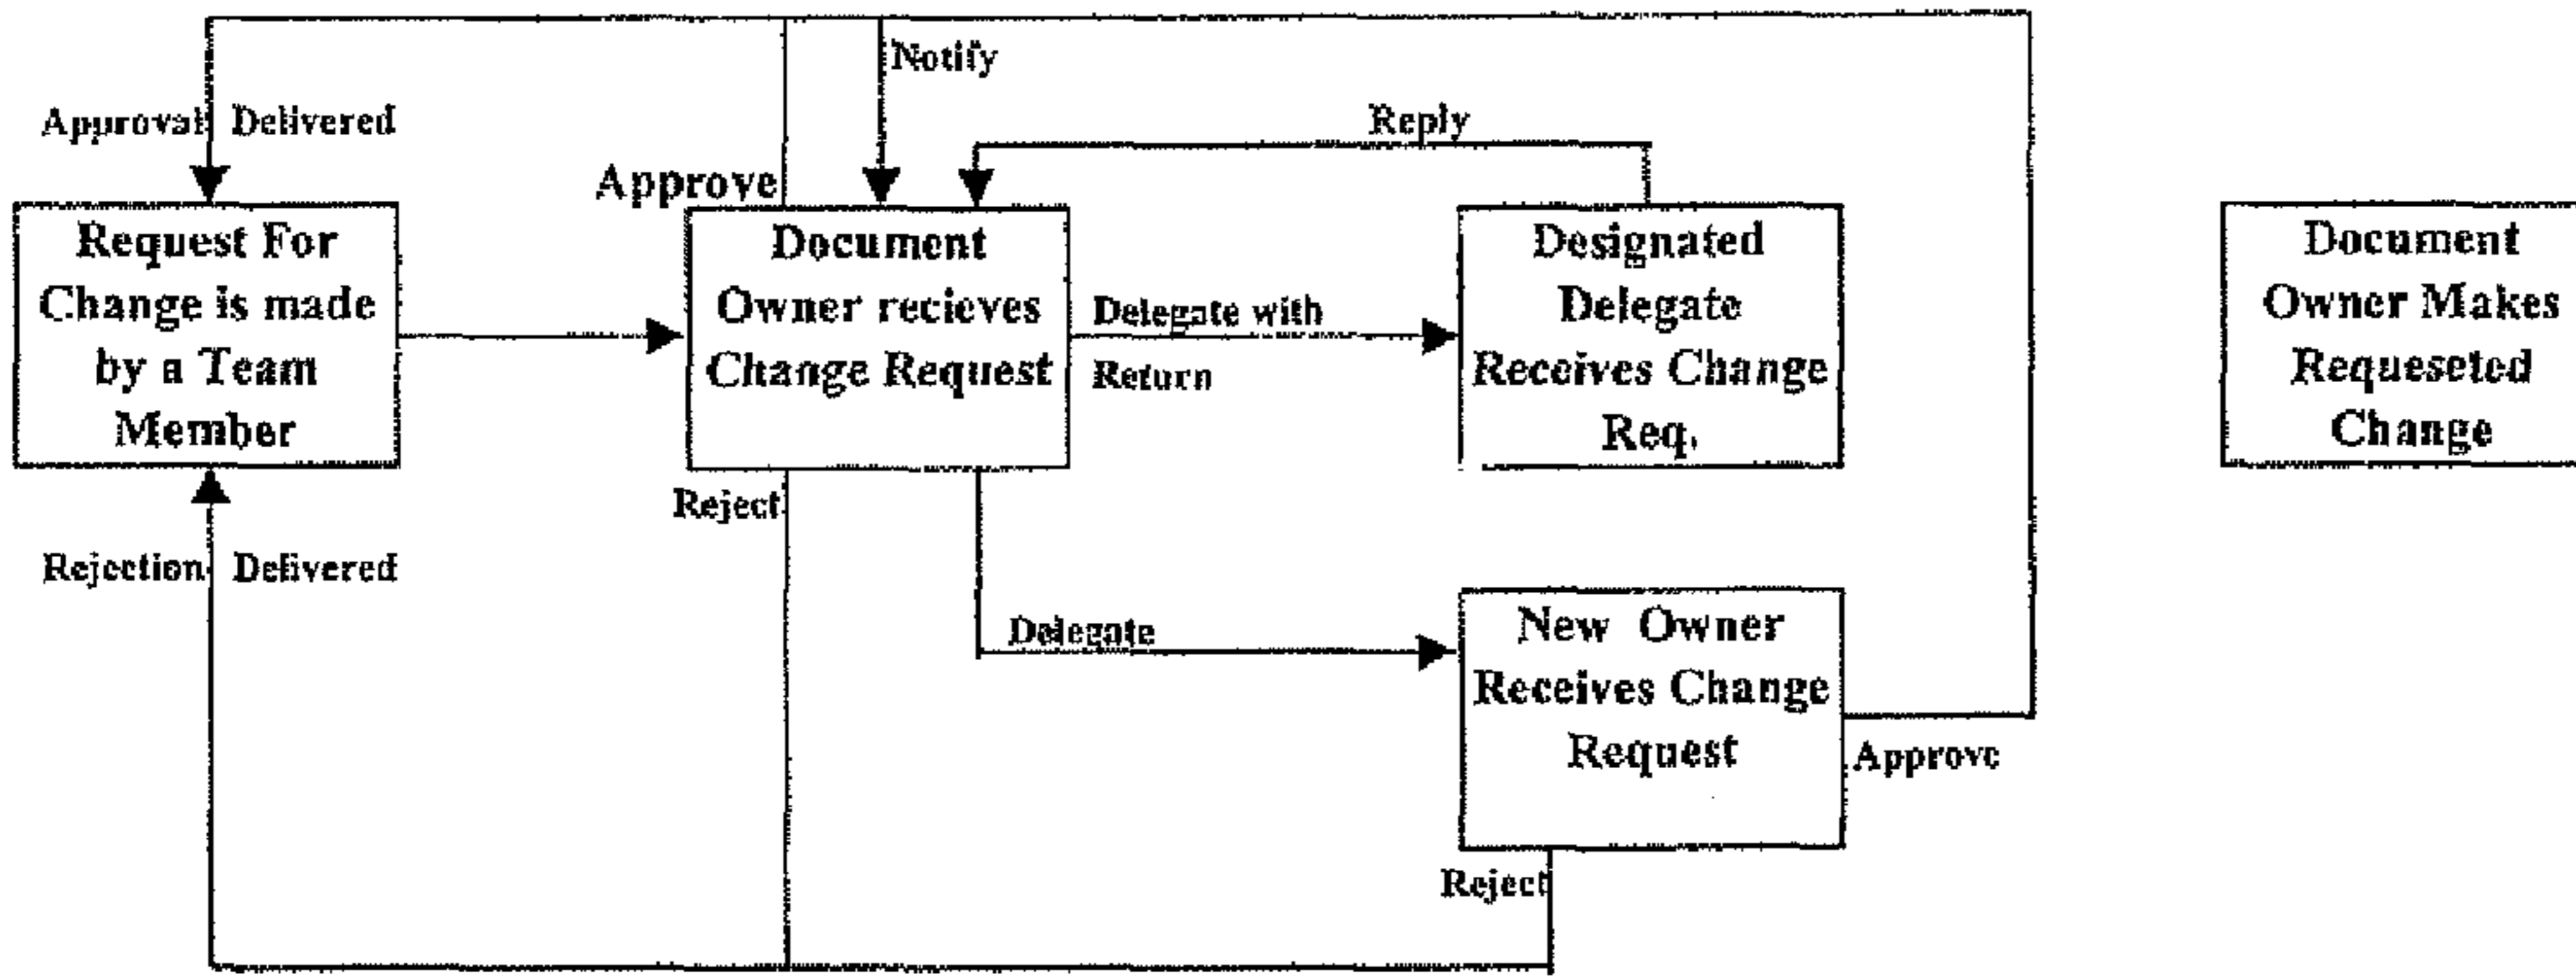 Notify
Approval Delivered
Reply
Approve
Request For
Change is made
by a Team
Member
Document
Owner recieves
Change Request
Delegate with
Return
Designated
Delegate
Receives Change
Req.
Document
Owner Makes
Requeseted
Change
Reject
Rejection Delivered
Delegate
New Owner
Receives Change
Request
Approve
Reject